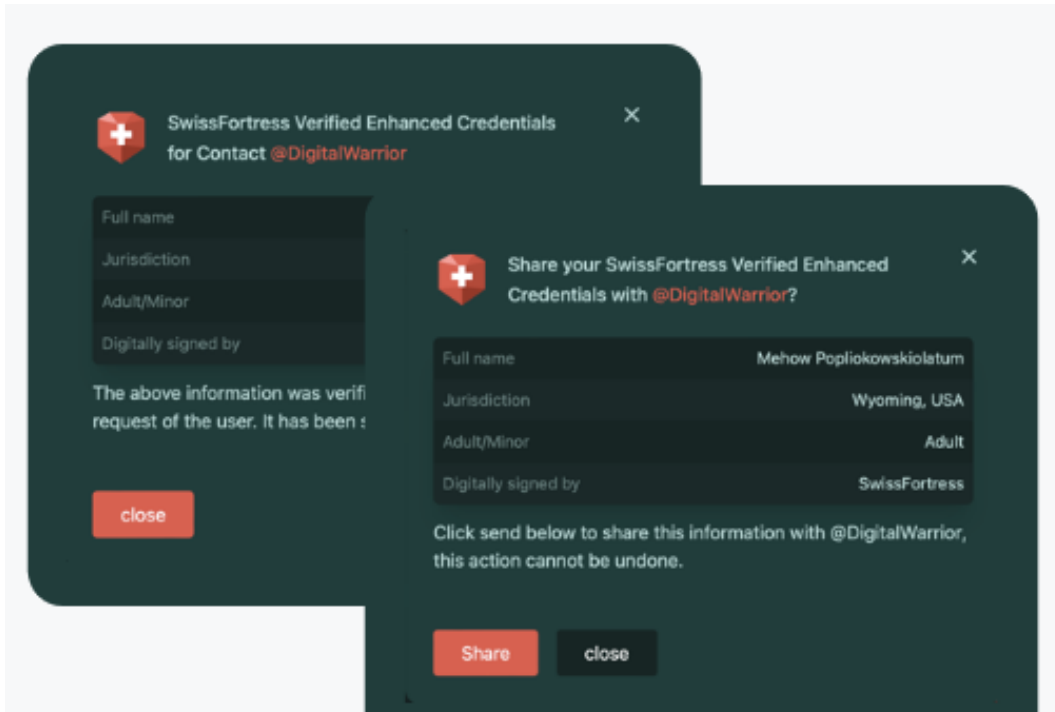 SwissFortress Verified Enhanced Credentials
for Contact @DigitalWarrior
Full name
Jurisdiction
Adult/Minor
Digitally signed by
The above information was verifi
request of the user. It has been s
close
Share your SwissFortress Verified Enhanced
Credentials with @DigitalWarrior?
Full name Mehow Popliokowskiolatum
Jurisdiction Wyoming, USA
Adult/Minor Adult
Digitally signed by SwissFortress
Click send below to share this information with @DigitalWarrior,
this action cannot be undone.
Share close